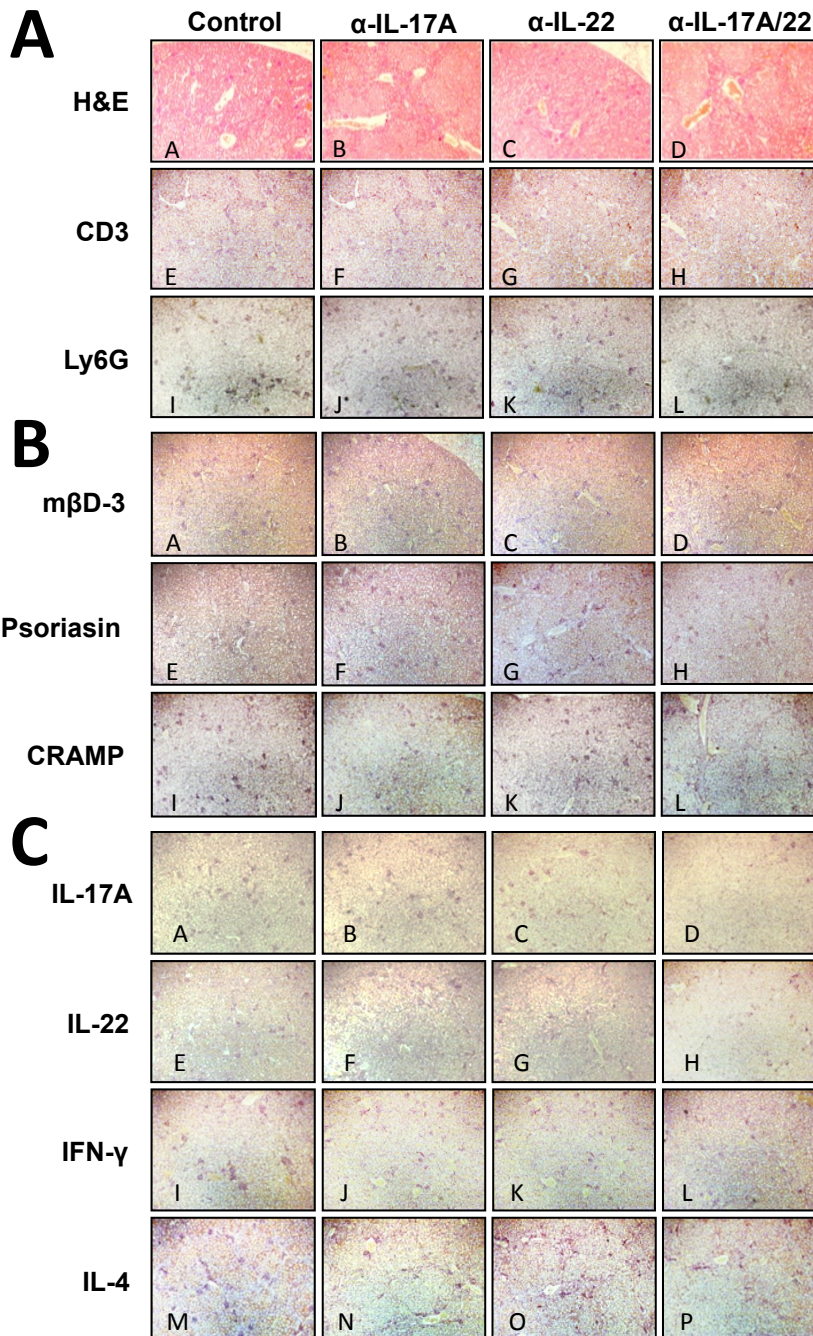 A
Control α-IL-17A α-IL-22 α-IL-17A/22
H&E
A B C D
CD3
E F G H
Ly6G
I J K L
B
mβD-3
A B C D
Psoriasin
E F G H
CRAMP
I J K L
C
IL-17A
A B C D
IL-22
E F G H
IFN-γ
I J K L
IL-4
M N O P